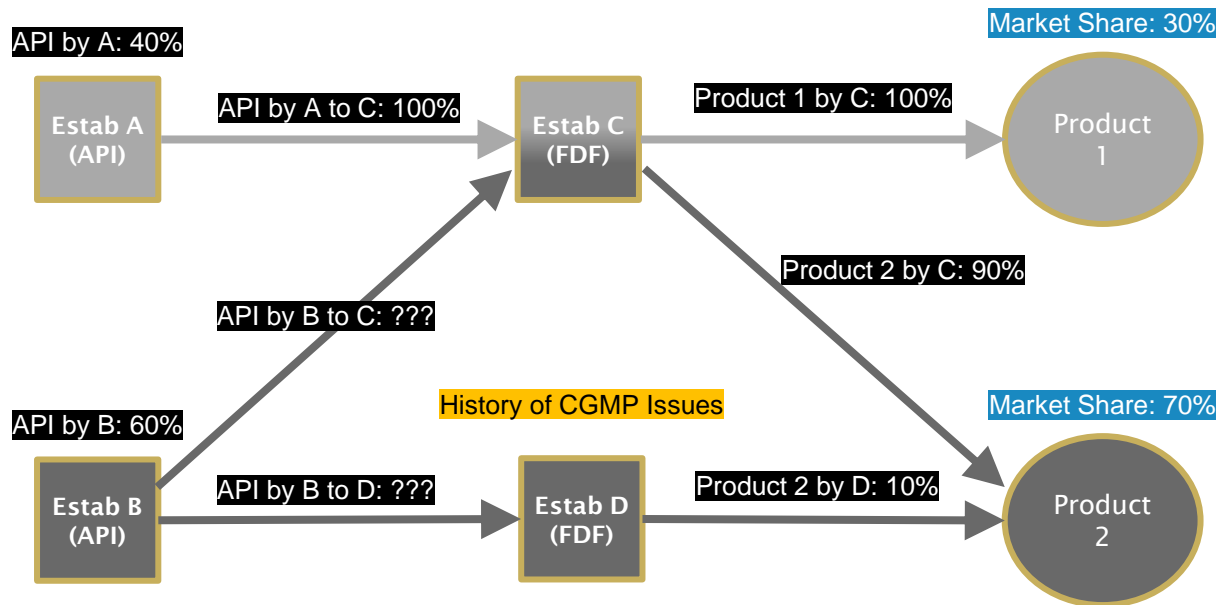 API by A: 40%
Market Share: 30%
Estab A
(API)
API by A to C: 100%
Estab C
(FDF)
Product 1 by C: 100%
Product
1
Product 2 by C: 90%
API by B to C: ???
History of CGMP Issues
API by B: 60%
Market Share: 70%
Estab B
(API)
API by B to D: ???
Estab D
(FDF)
Product 2 by D: 10%
Product
2